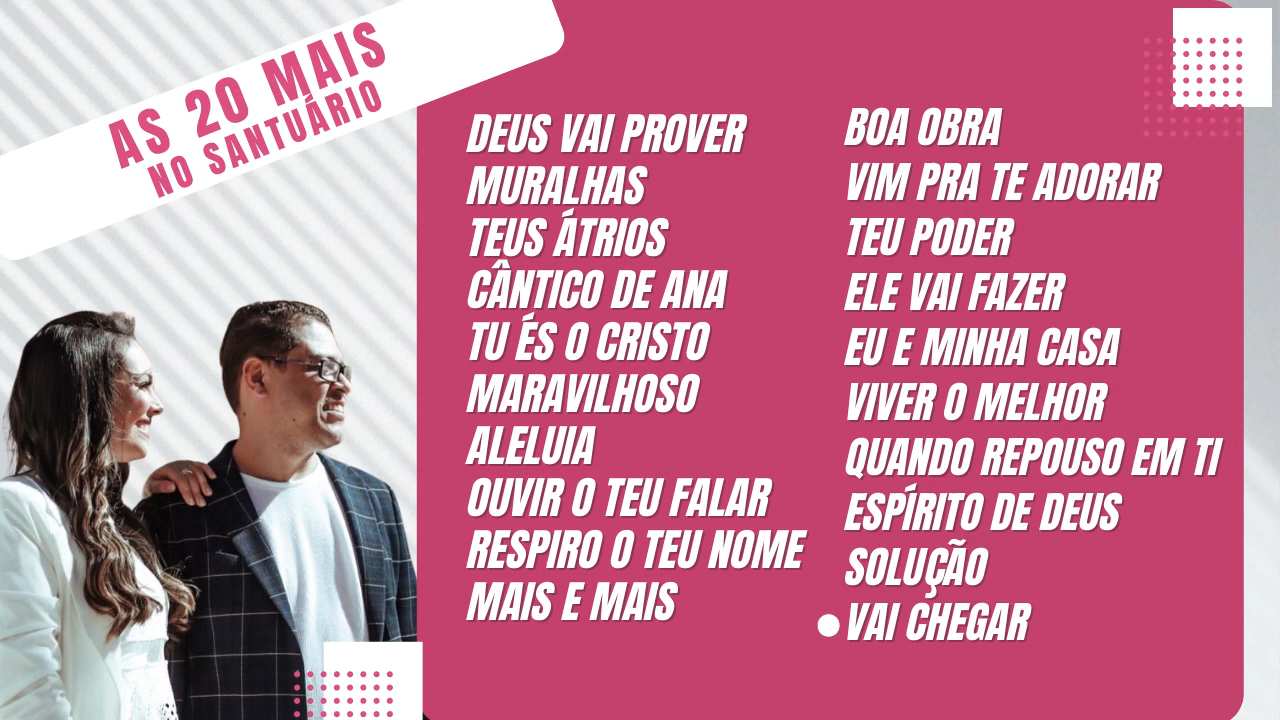 AS 20 MAIS
NO SANTUÁRIO
DEUS VAI PROVER
MURALHAS
TEUS ÁTRIOS
CÂNTICO DE ANA
TU ÉS O CRISTO
MARAVILHOSO
ALELUIA
OUVIR O TEU FALAR
RESPIRO O TEU NOME
MAIS E MAIS
BOA OBRA
VIM PRA TE ADORAR
TEU PODER
ELE VAI FAZER
EU E MINHA CASA
VIVER O MELHOR
QUANDO REPOUSO EM TI
ESPÍRITO DE DEUS
SOLUÇÃO
VAI CHEGAR